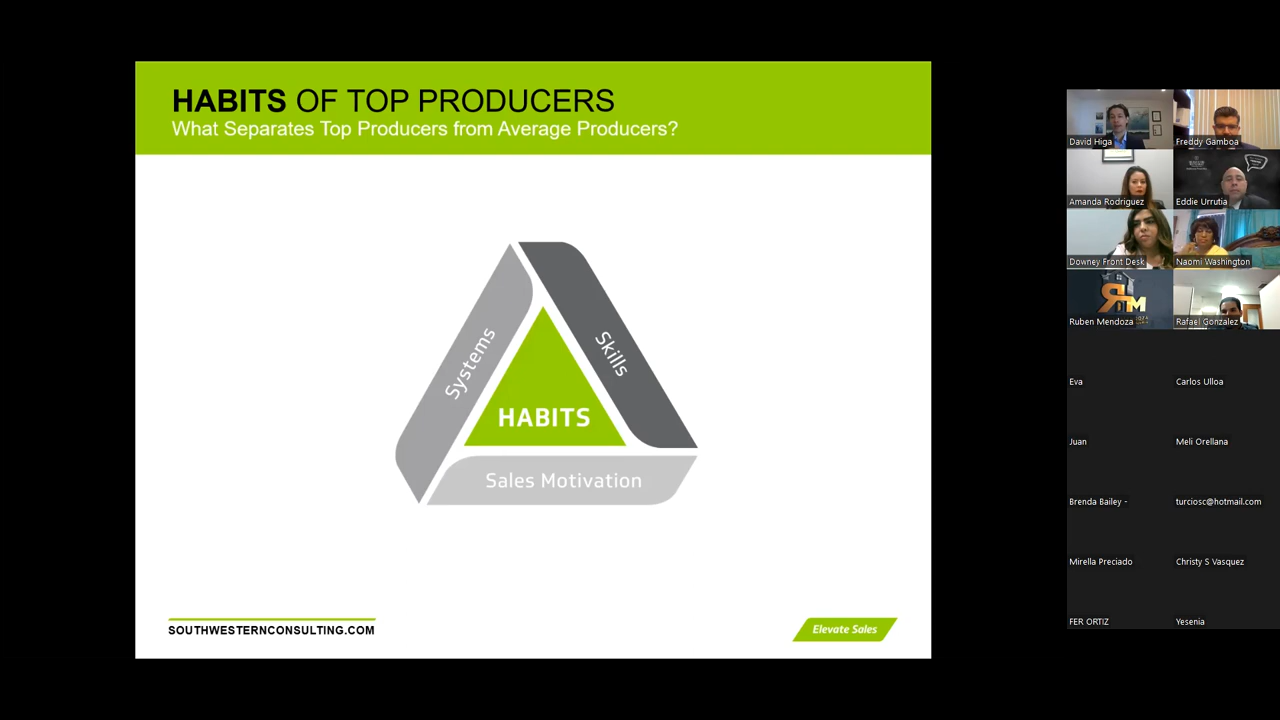 HABITS OF TOP PRODUCERS
What Separates Top Producers from Average Producers?
Systems
Skills
HABITS
Sales Motivation
SOUTHWESTERNCONSULTING.COM
Elevate Sales
David Higa
Freddy Gamboa
Amanda Rodriguez
Eddie Urrutia
Downey Front Desk
Naomi Washington
RLM
Ruben Mendoza
Rafael Gonzalez
Eva
Carlos Ulloa
Juan
Meli Orellana
Brenda Bailey -
turciosc@hotmail.com
Mirella Preciado
Christy S Vasquez
FER ORTIZ
Yesenia